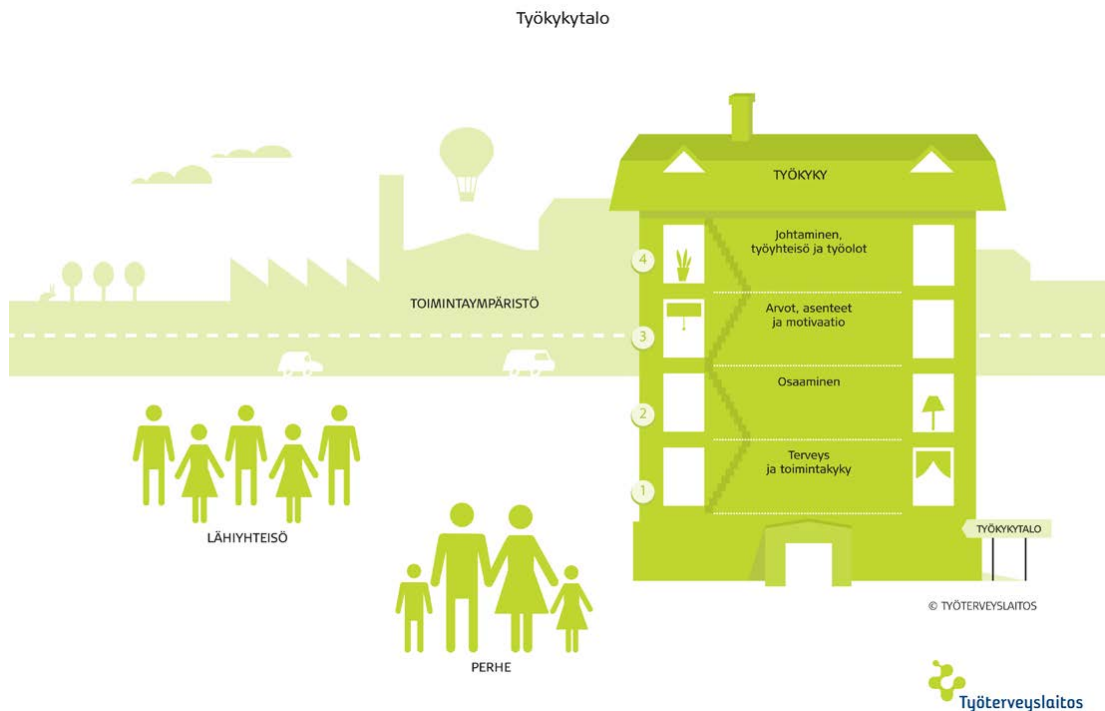 Työkykytalo
TYÖKYKY
Johtaminen,
työyhteisö ja työolot
4
TOIMINTAYMPÄRISTÖ
Arvot, asenteet
ja motivaatio
3
Osaaminen
2
Terveys
ja toimintakyky
1
LÄHIYHTEISÖ
TYÖKYKYTALO
PERHE
© TYÖTERVEYSLAITOS
Työterveyslaitos